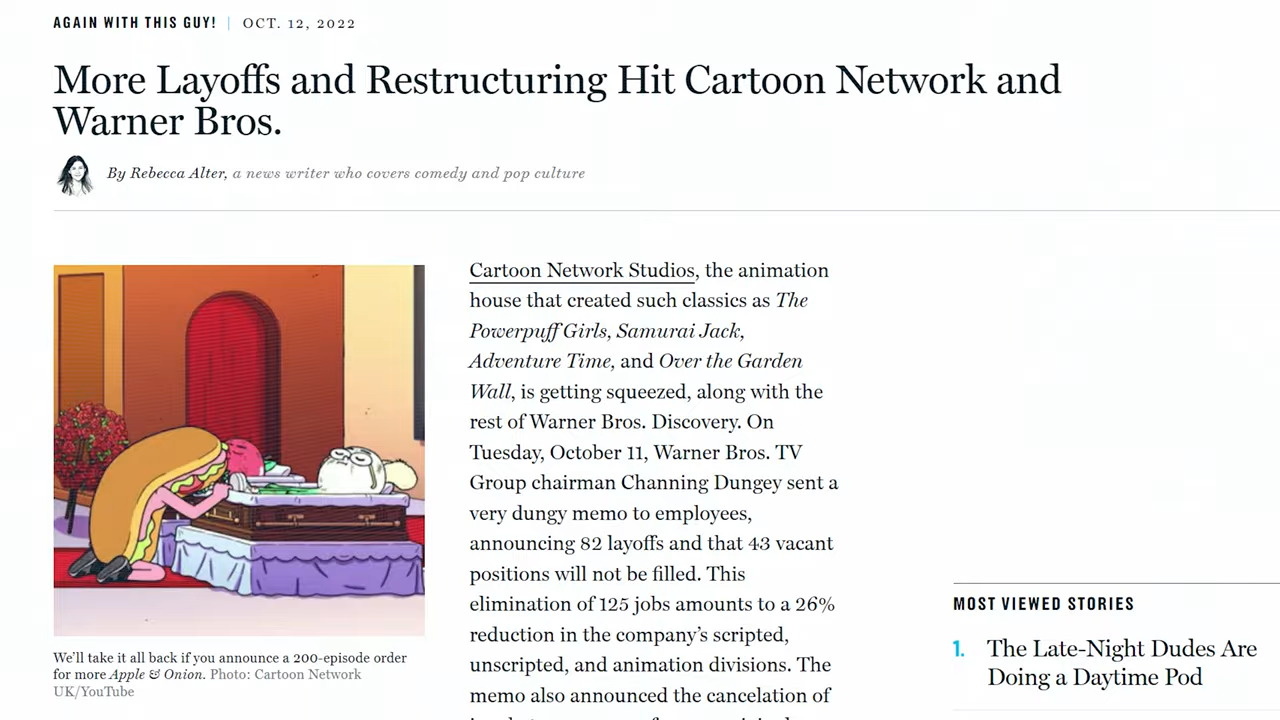 AGAIN WITH THIS GUY! | OCT. 12, 2022
More Layoffs and Restructuring Hit Cartoon Network and
Warner Bros.
By Rebecca Alter, a news writer who covers comedy and pop culture
Cartoon Network Studios, the animation
house that created such classics as The
Powerpuff Girls, Samurai Jack,
Adventure Time, and Over the Garden
Wall, is getting squeezed, along with the
rest of Warner Bros. Discovery. On
Tuesday, October 11, Warner Bros. TV
Group chairman Channing Dungey sent a
very dungy memo to employees,
announcing 82 layoffs and that 43 vacant
positions will not be filled. This
elimination of 125 jobs amounts to a 26%
reduction in the company's scripted,
unscripted, and animation divisions. The
memo also announced the cancelation of
We'll take it all back if you announce a 200-episode order
for more Apple & Onion. Photo: Cartoon Network
UK/YouTube
MOST VIEWED STORIES
1. The Late-Night Dudes Are
Doing a Daytime Pod